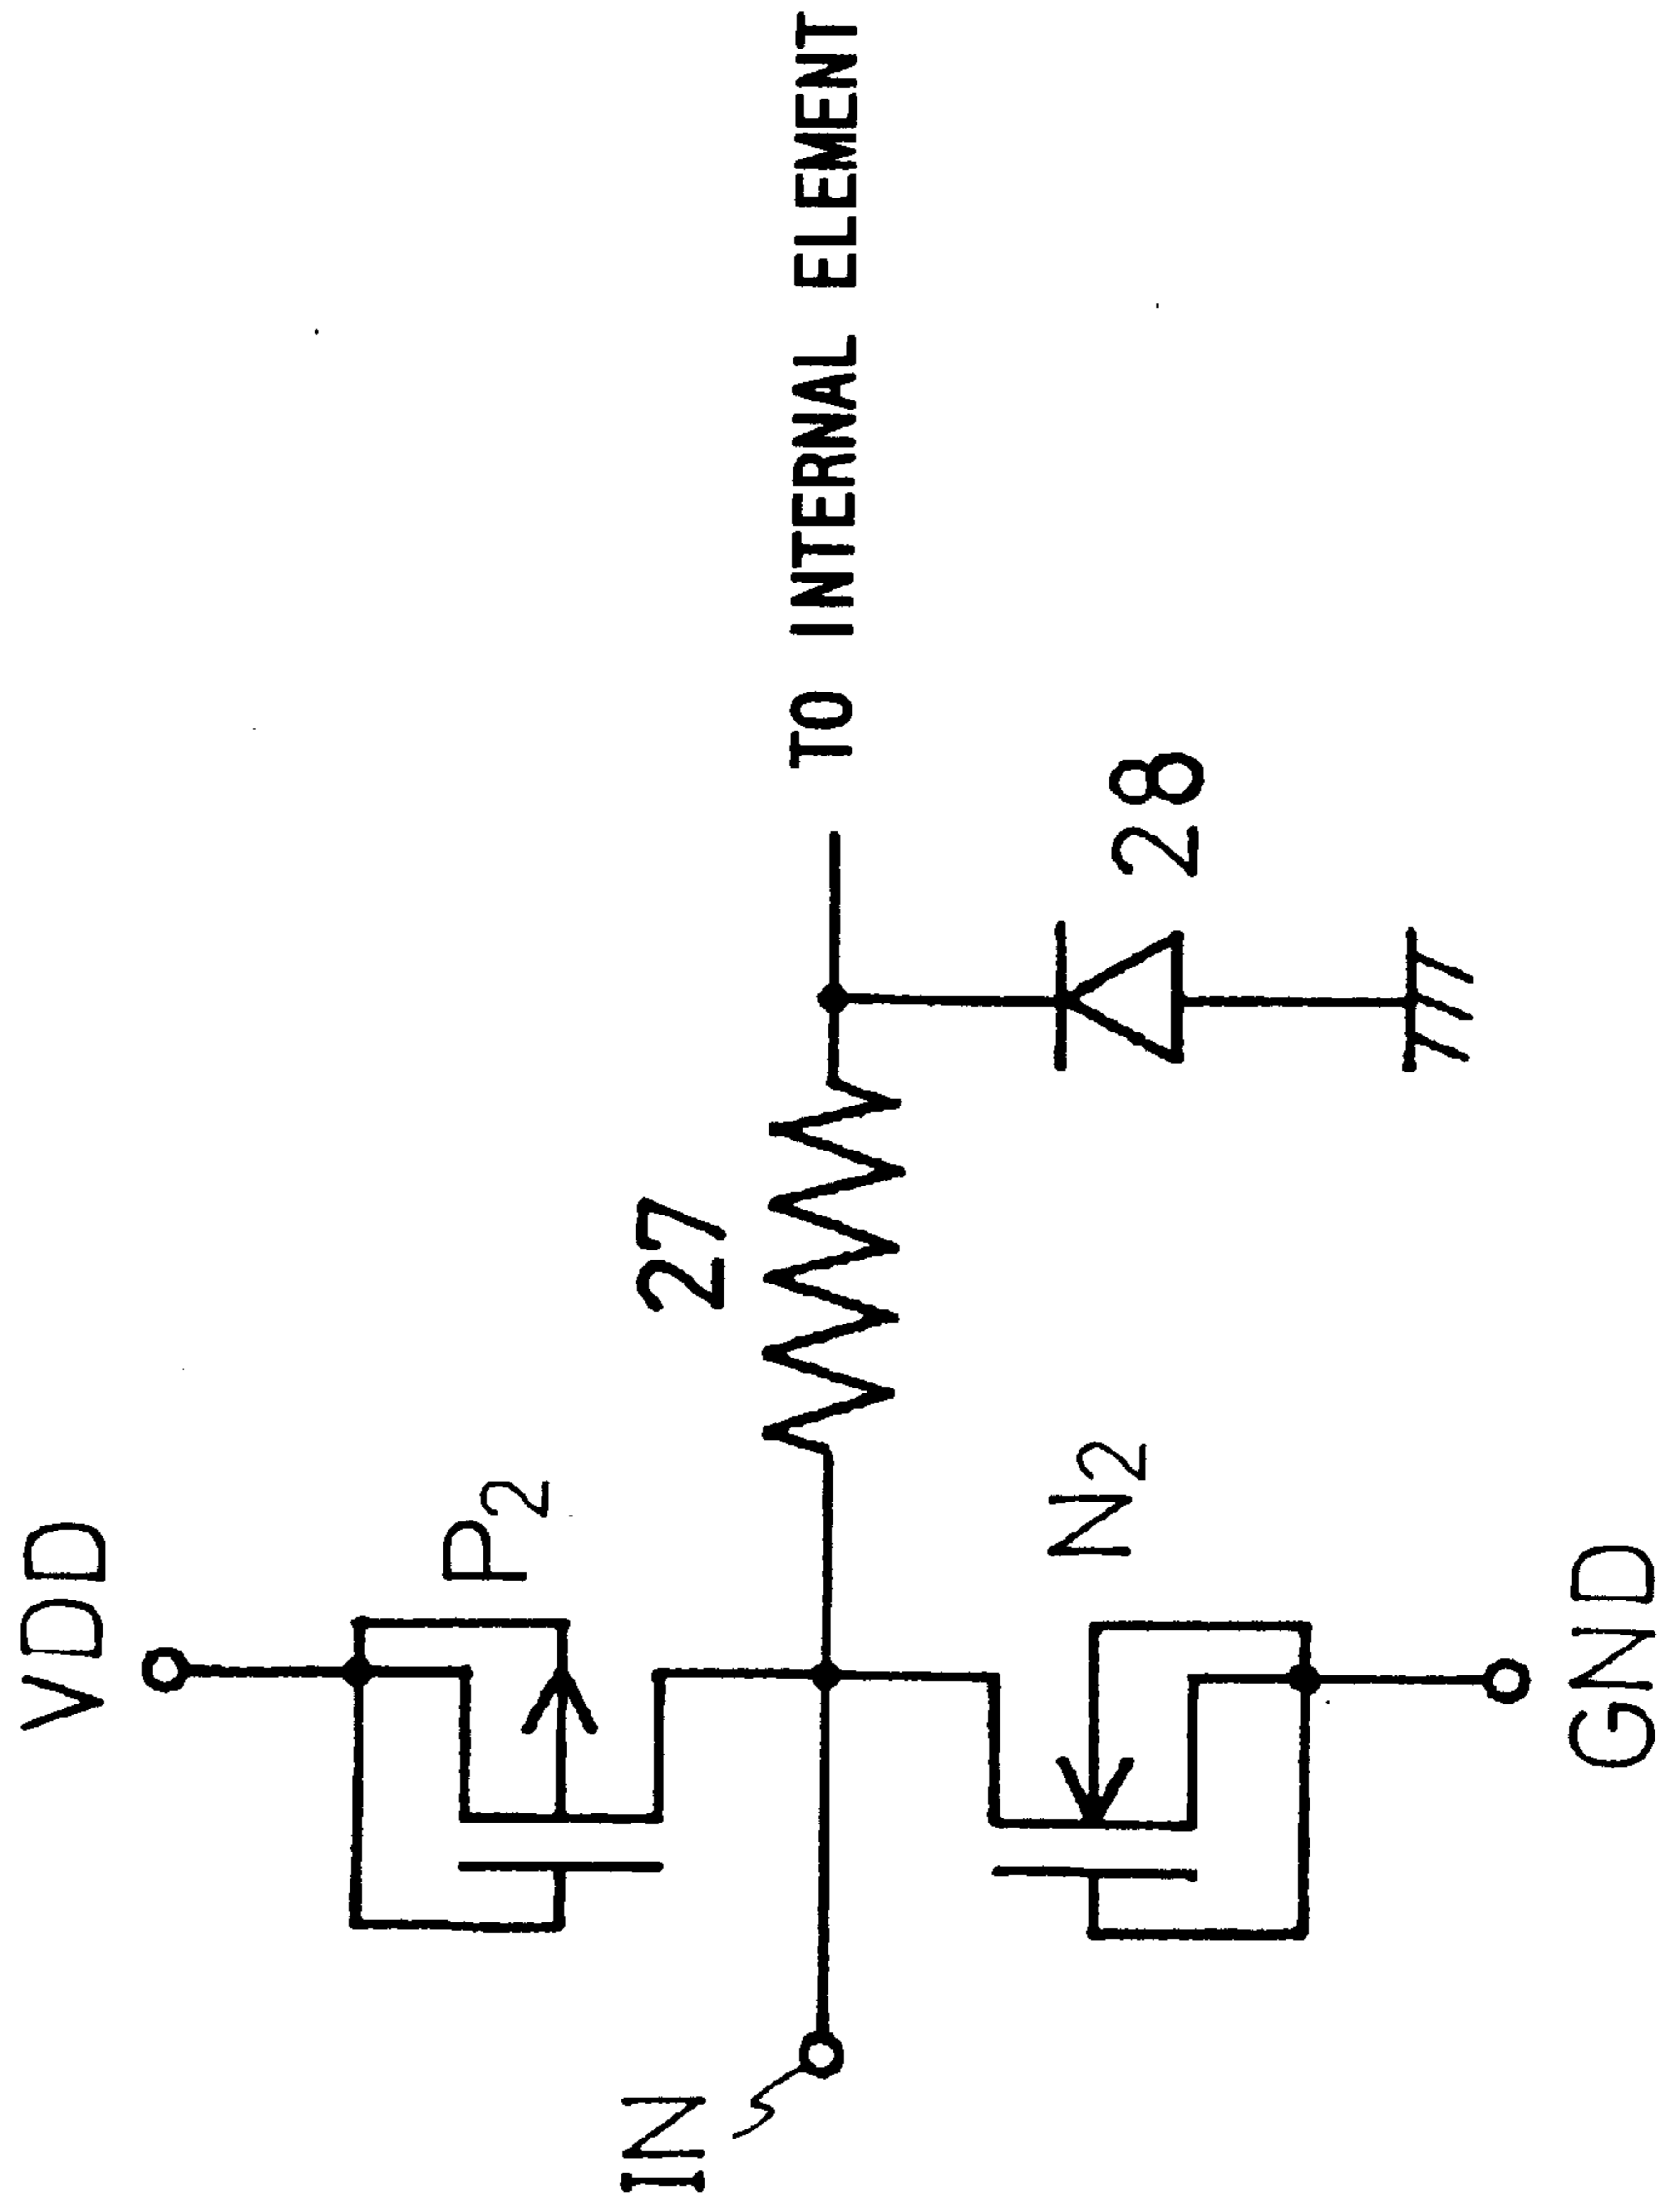 VDD
P2
27
TO INTERNAL ELEMENT
IN
N2
28
GND